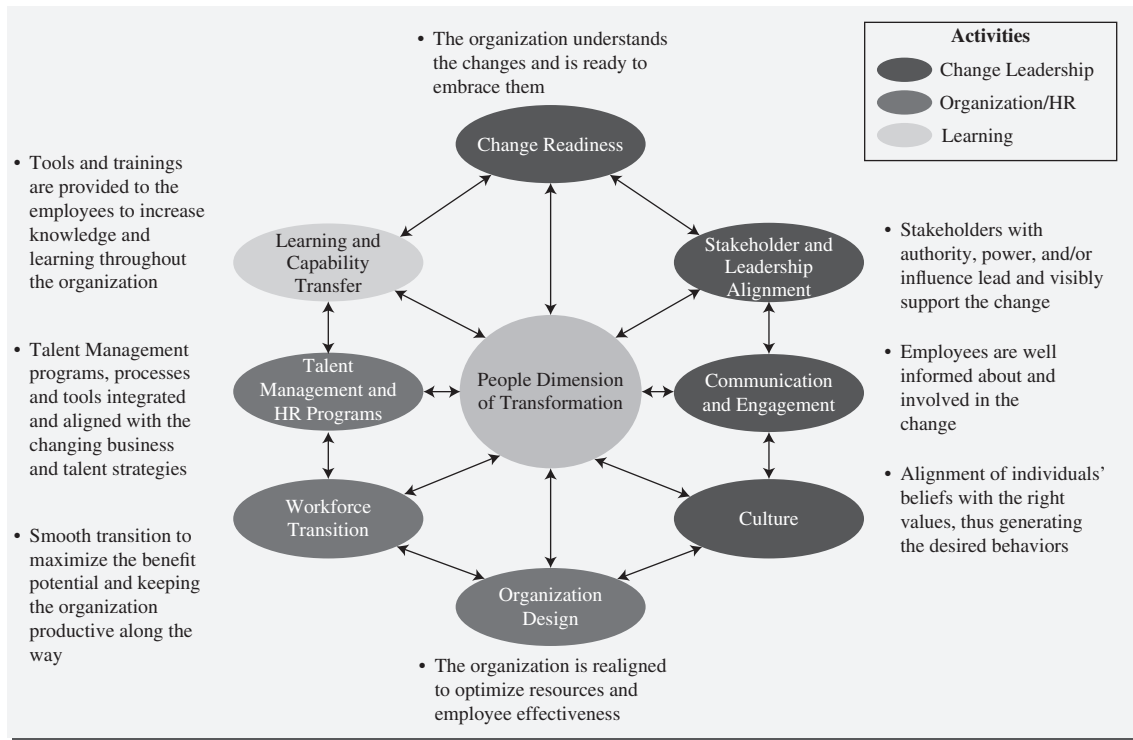 • The organization understands
the changes and is ready to
embrace them
Activities
Change Leadership
Organization/HR
Learning
Change Readiness
• Tools and trainings
are provided to the
employees to increase
knowledge and
learning throughout
the organization
Learning and
Capability
Transfer
Stakeholder and
Leadership
Alignment
• Stakeholders with
authority, power, and/or
influence lead and visibly
support the change
• Talent Management
programs, processes
and tools integrated
and aligned with the
changing business
and talent strategies
Talent
Management and
HR Programs
People Dimension
of Transformation
Communication
and Engagement
• Employees are well
informed about and
involved in the
change
• Smooth transition to
maximize the benefit
potential and keeping
the organization
productive along the
way
Workforce
Transition
Culture
• Alignment of individuals’
beliefs with the right
values, thus generating
the desired behaviors
Organization
Design
• The organization is realigned
to optimize resources and
employee effectiveness